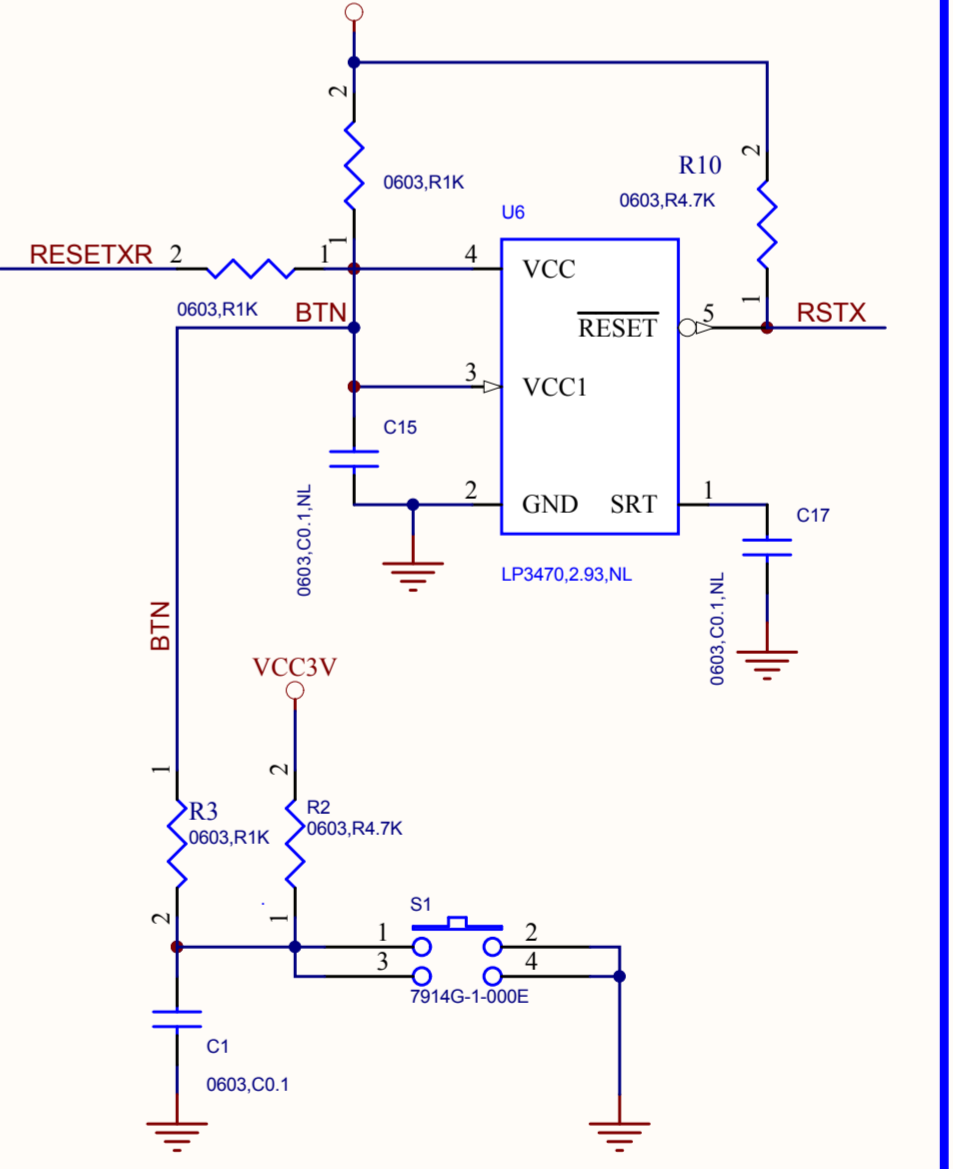 2
R10
2
0603,R1K
0603,R4.7K
U6
1
RESETXR 2
1
4
VCC
0603,R1K
BTN
1
RESET
5
RSTX
3
VCC1
C15
0603,C0.1,NL
2
GND
SRT
1
C17
LP3470,2.93,NL
0603,C0.1,NL
BTN
VCC3V
1
2
R3
0603,R1K
R2
0603,R4.7K
2
1
S1
1
2
3
4
7914G-1-000E
C1
0603,C0.1